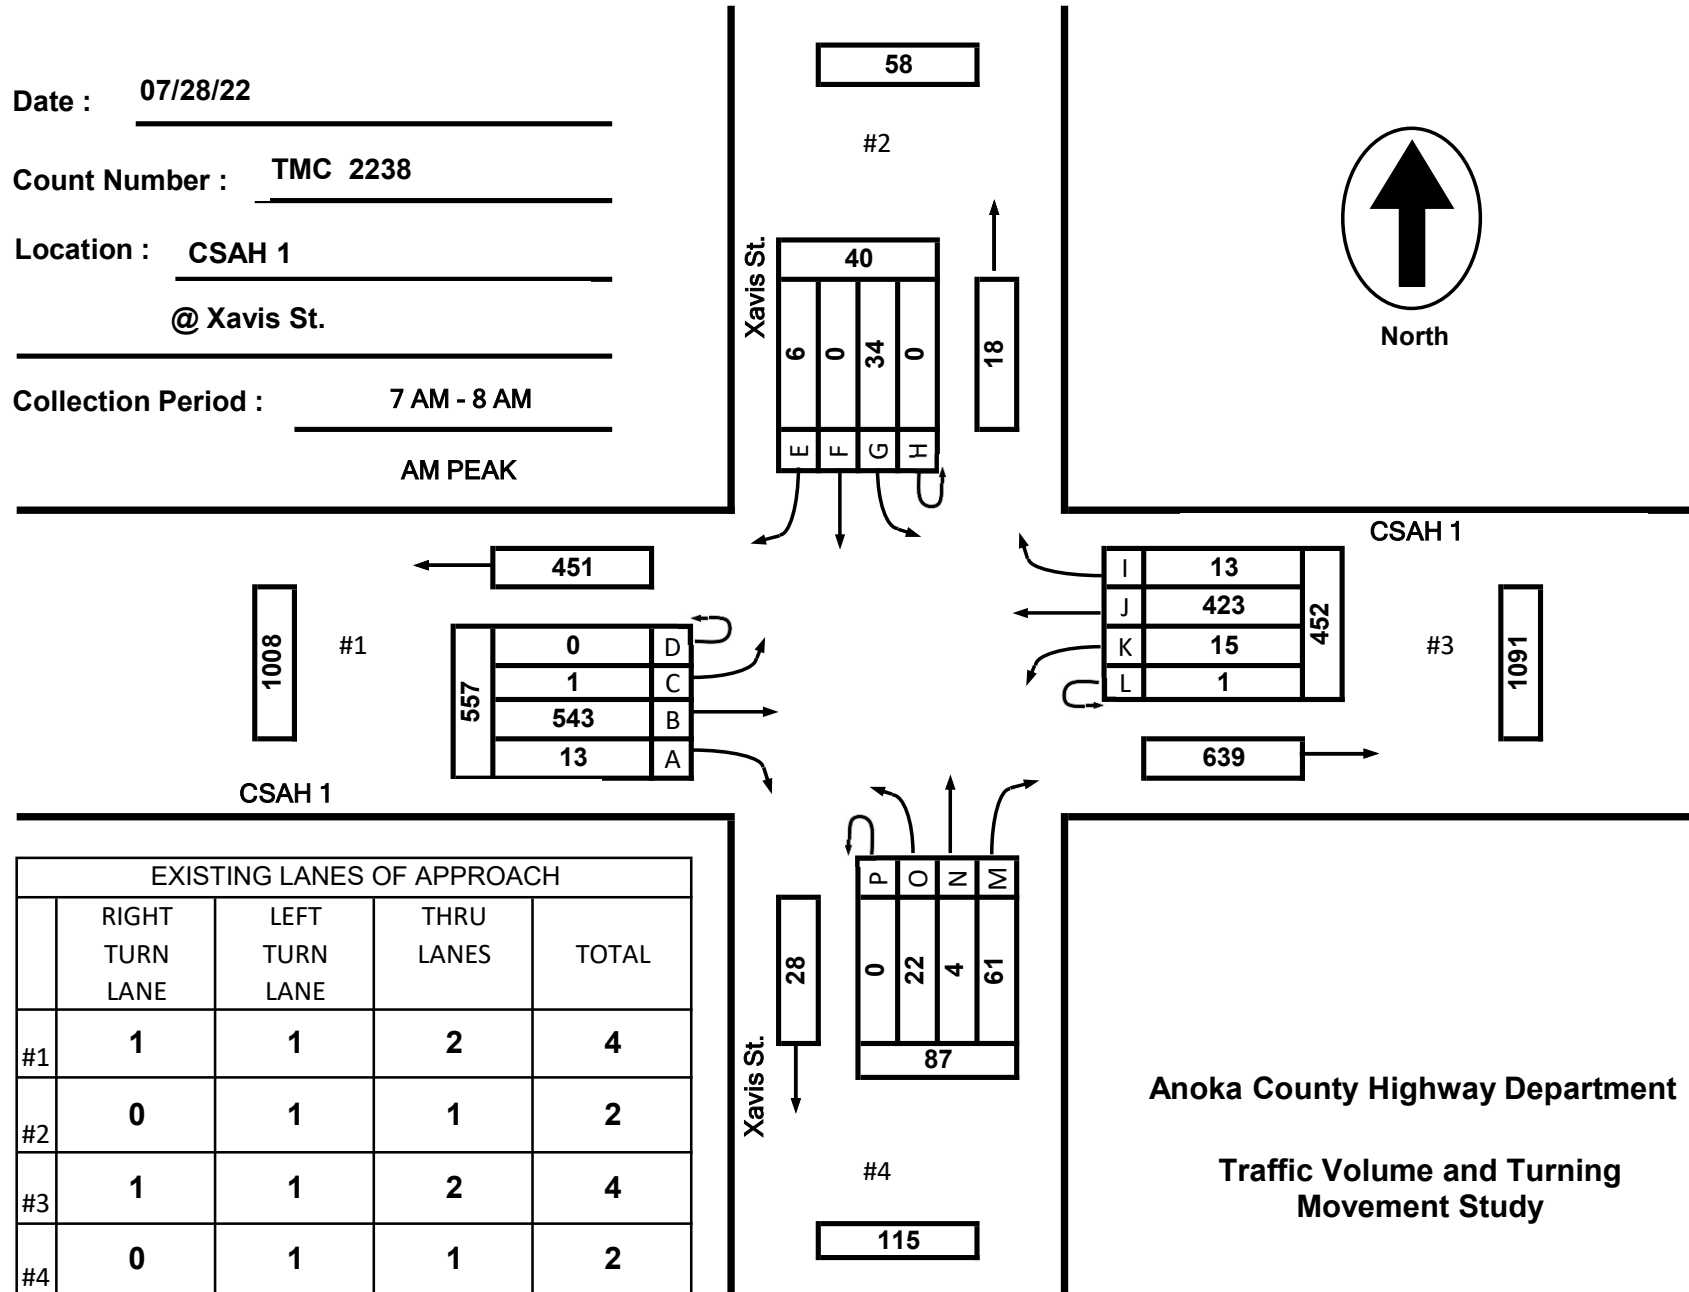 Date : 07/28/22
Count Number : TMC 2238
Location : CSAH 1
@ Xavis St.
Collection Period : 7 AM - 8 AM
AM PEAK
58
#2
Xavis St.
40
6 0 34 0
E F G H
18
North
CSAH 1
451
1008
#1
557
0 D
1 C
543 B
13 A
CSAH 1
I 13
J 423
K 15
L 1
452
#3
1091
639
P O N M
0 22 4 61
87
28
Xavis St.
#4
115
EXISTING LANES OF APPROACH
RIGHT TURN LANE
LEFT TURN LANE
THRU LANES
TOTAL
#1 1 1 2 4
#2 0 1 1 2
#3 1 1 2 4
#4 0 1 1 2
Anoka County Highway Department
Traffic Volume and Turning
Movement Study